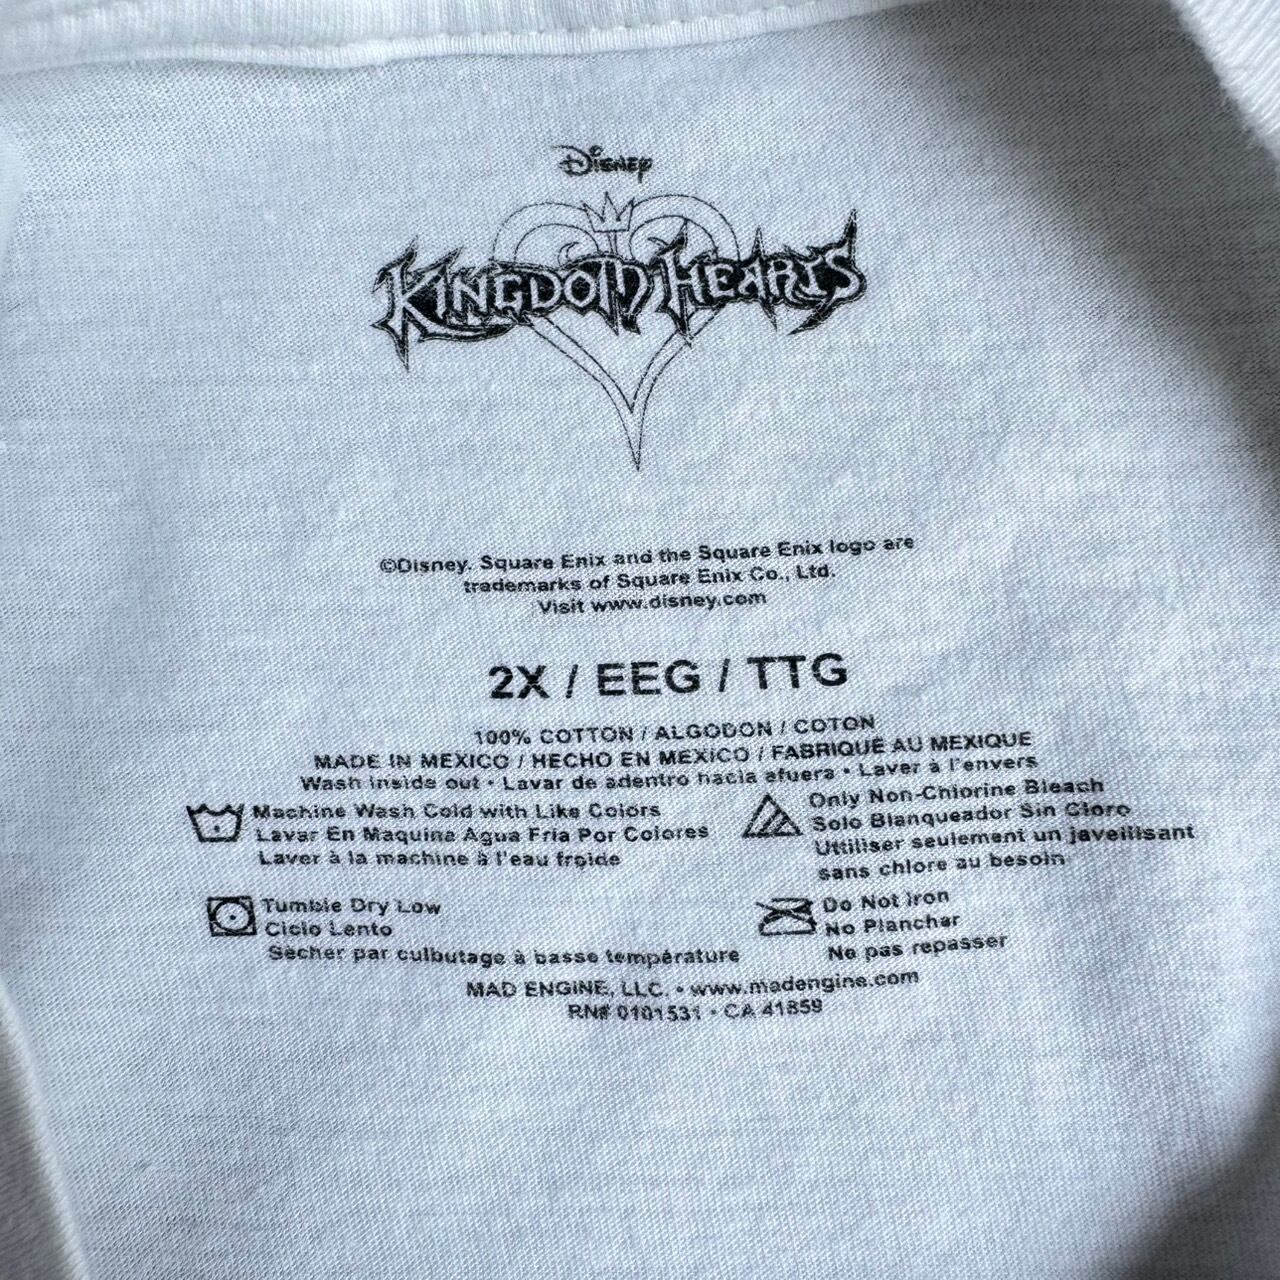 Disney
KINGDOM HEARTS
©Disney. Square Enix and the Square Enix logo are
trademarks of Square Enix Co., Ltd.
Visit www.disney.com
2X / EEG / TTG
100% COTTON / ALGODON / COTON
MADE IN MEXICO / HECHO EN MEXICO / FABRIQUÉ AU MEXIQUE
Wash inside out • Lavar de adentro hacia afuera • Laver à l'envers
Machine Wash Cold with Like Colors
Lavar En Maquina Agua Fria Por Colores
Laver à la machine à l'eau froide
Only Non-Chlorine Bleach
Solo Blanqueador Sin Cloro
Uttiliser seulement un javeillsant
sans chlore au besoin
Tumble Dry Low
Ciclo Lento
Sècher par culbutage à basse température
Do Not Iron
No Planchar
Ne pas repasser
MAD ENGINE, LLC. • www.madengine.com
RN# 0101531 • CA 41859